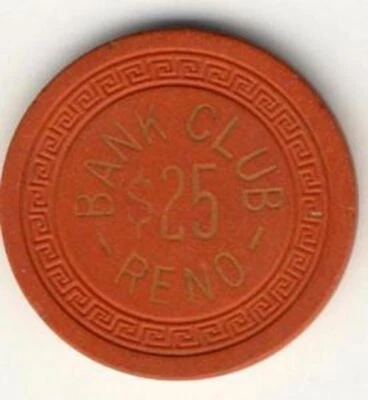 BANK CLUB
$25
- RENO -